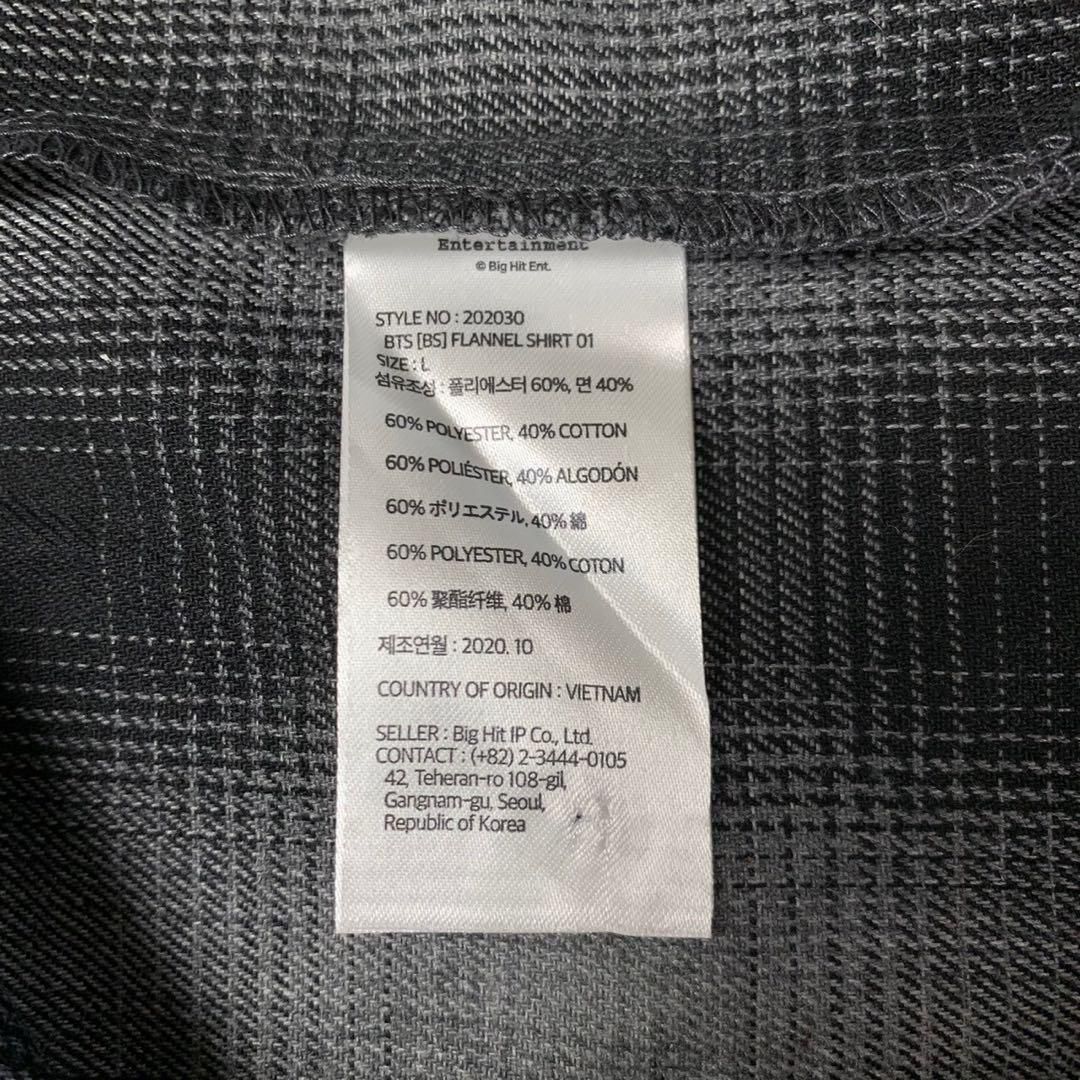 Entertainment
© Big Hit Ent.
STYLE NO : 202030
BTS [BS] FLANNEL SHIRT 01
SIZE : L
섬유조성 : 폴리에스터 60%, 면 40%
60% POLYESTER, 40% COTTON
60% POLIÉSTER, 40% ALGODÓN
60% ポリエステル, 40% 綿
60% POLYESTER, 40% COTON
60% 聚酯纤维, 40% 棉
제조연월 : 2020. 10
COUNTRY OF ORIGIN : VIETNAM
SELLER : Big Hit IP Co., Ltd.
CONTACT : (+82) 2-3444-0105
42, Teheran-ro 108-gil,
Gangnam-gu, Seoul,
Republic of Korea